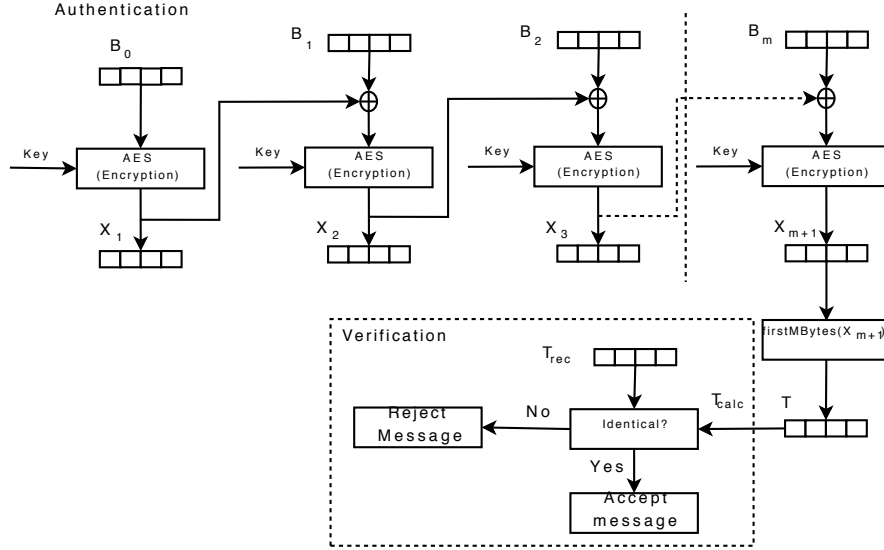 Authentication
B0
B1
B2
Bm
Key
AES
(Encryption)
Key
AES
(Encryption)
Key
AES
(Encryption)
Key
AES
(Encryption)
X1
X2
X3
Xm+1
firstMBytes(Xm+1)
Verification
Trec
Tcalc
T
Reject
Message
No
Identical?
Yes
Accept
message